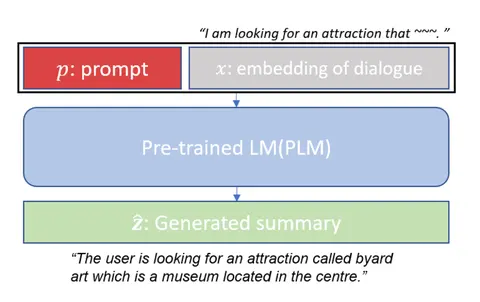 “I am looking for an attraction that ~~~. ”
p: prompt
x: embedding of dialogue
Pre-trained LM(PLM)
ẑ: Generated summary
“The user is looking for an attraction called byard
art which is a museum located in the centre.”